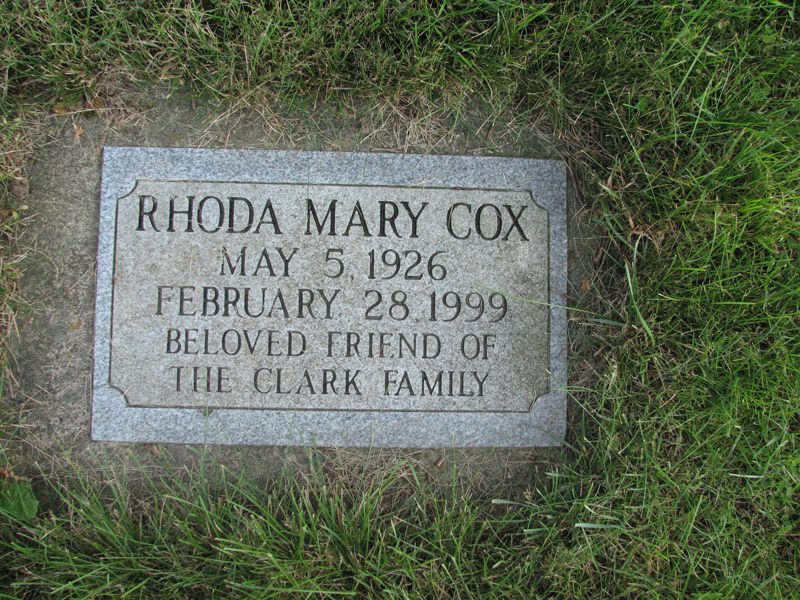 RHODA MARY COX
MAY 5, 1926
FEBRUARY 28, 1999
BELOVED FRIEND OF
THE CLARK FAMILY